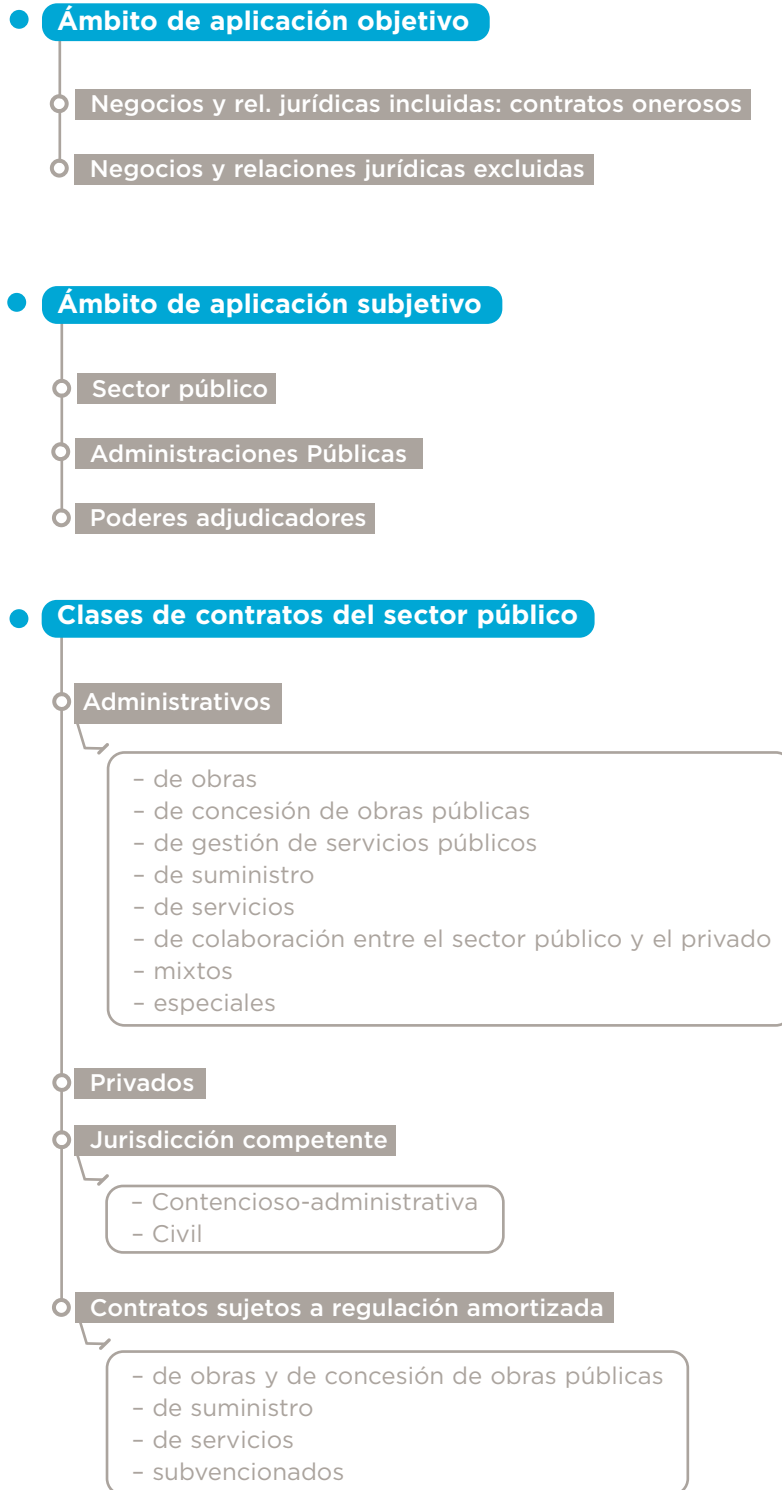 Ámbito de aplicación objetivo
Negocios y rel. jurídicas incluidas: contratos onerosos
Negocios y relaciones jurídicas excluidas
Ámbito de aplicación subjetivo
Sector público
Administraciones Públicas
Poderes adjudicadores
Clases de contratos del sector público
Administrativos
– de obras
– de concesión de obras públicas
– de gestión de servicios públicos
– de suministro
– de servicios
– de colaboración entre el sector público y el privado
– mixtos
– especiales
Privados
Jurisdicción competente
– Contencioso-administrativa
– Civil
Contratos sujetos a regulación amortizada
– de obras y de concesión de obras públicas
– de suministro
– de servicios
– subvencionados